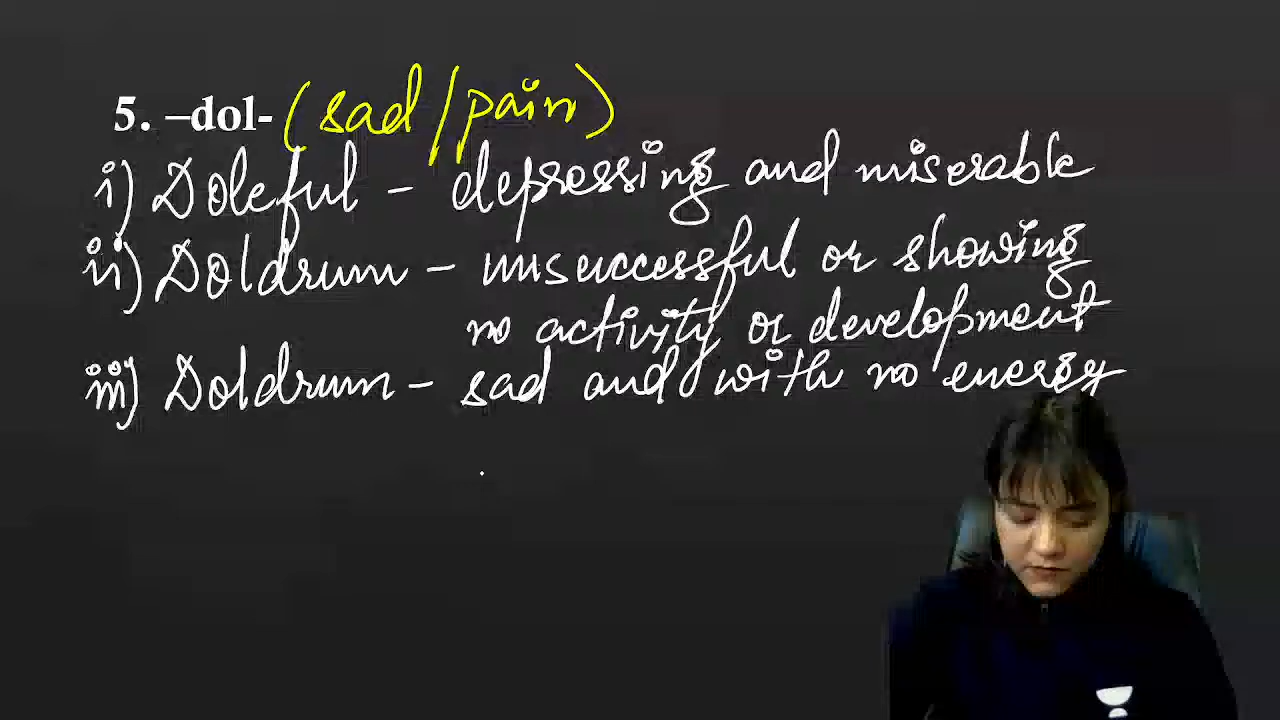 5. –dol- (sad/pain)
i) Doleful - depressing and miserable
ii) Doldrum - unsuccessful or showing
no activity or development
iii) Doldrum - sad and with no energy